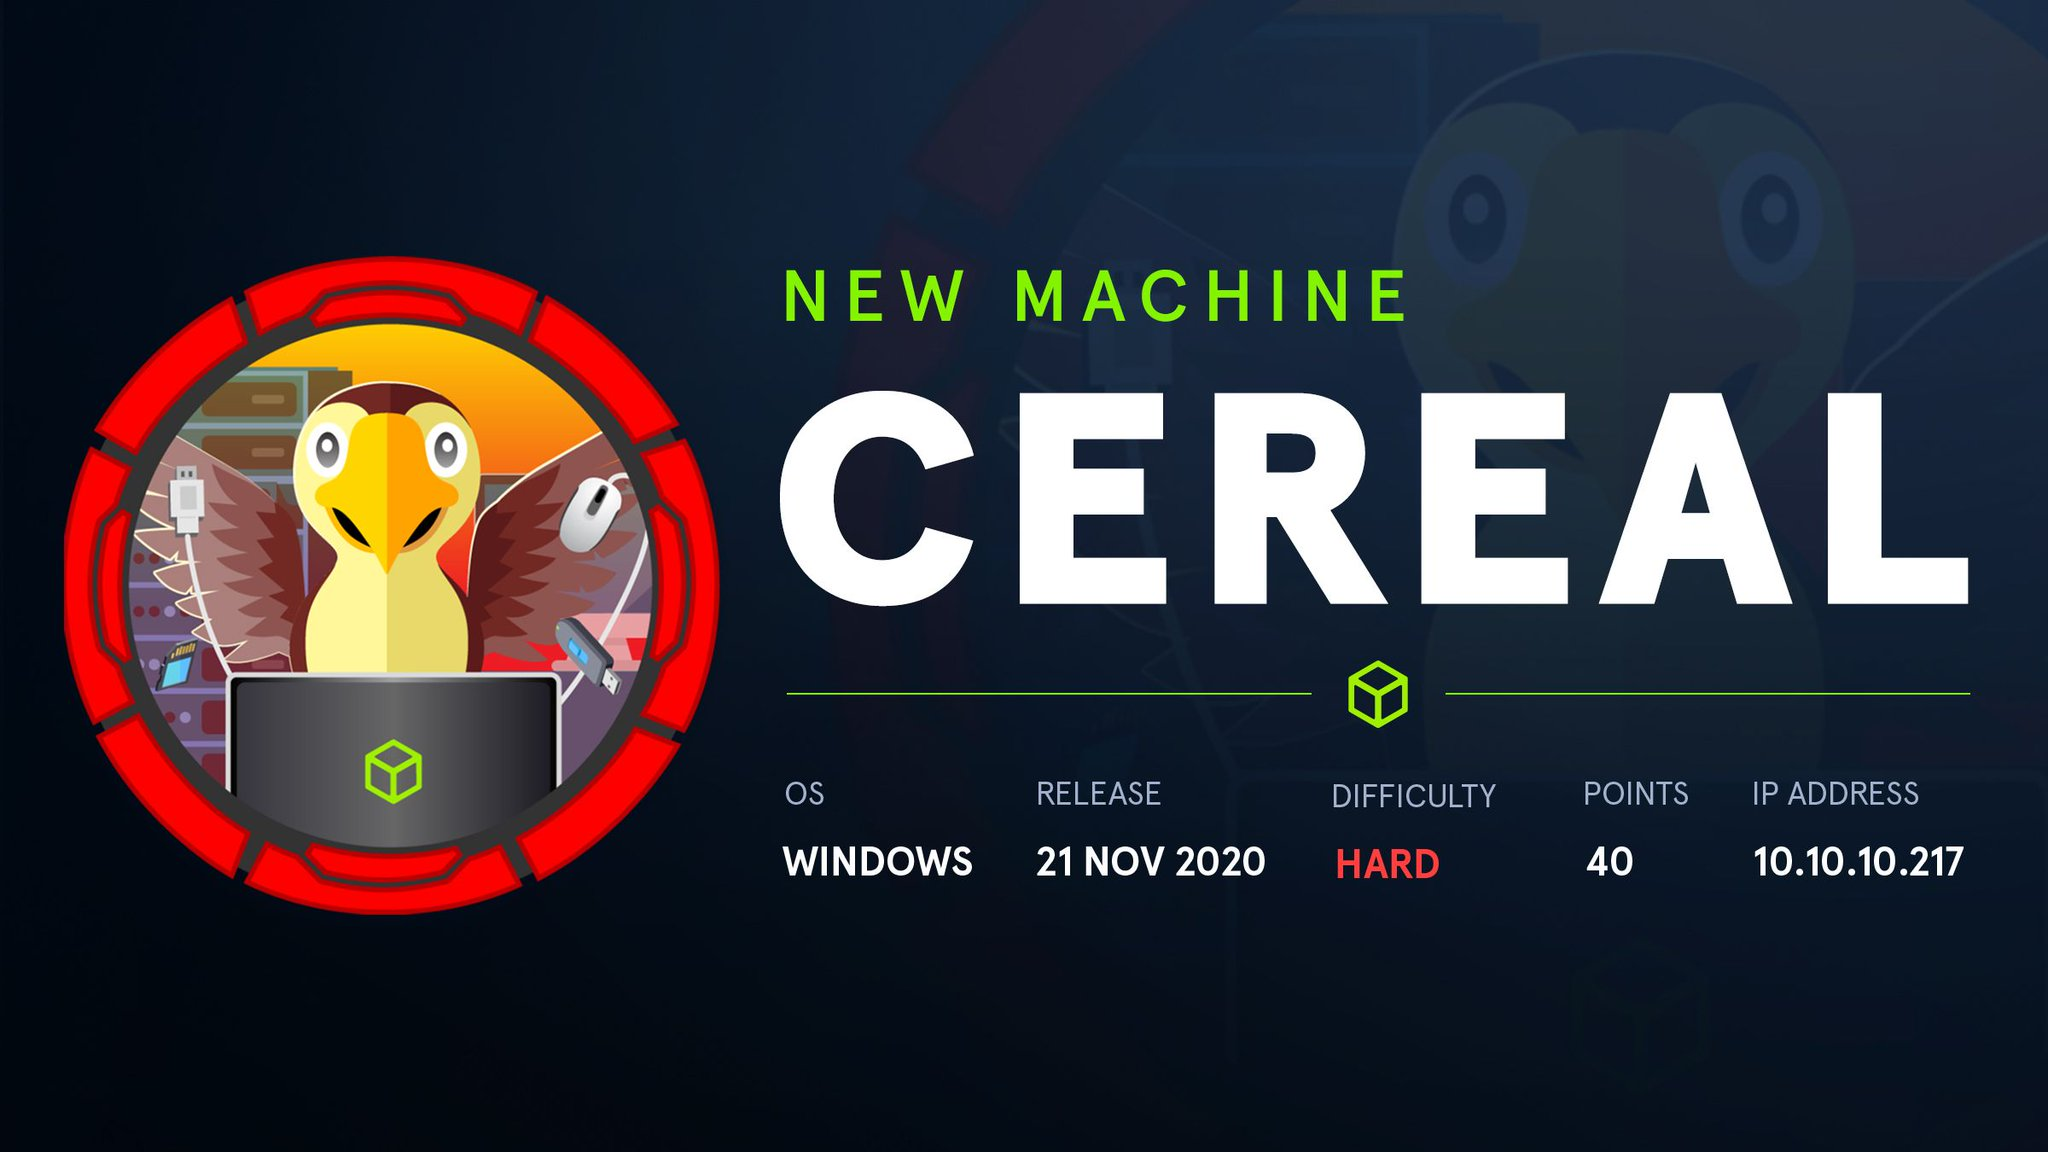 NEW MACHINE
CEREAL
OS RELEASE DIFFICULTY POINTS IP ADDRESS
WINDOWS 21 NOV 2020 HARD 40 10.10.10.217